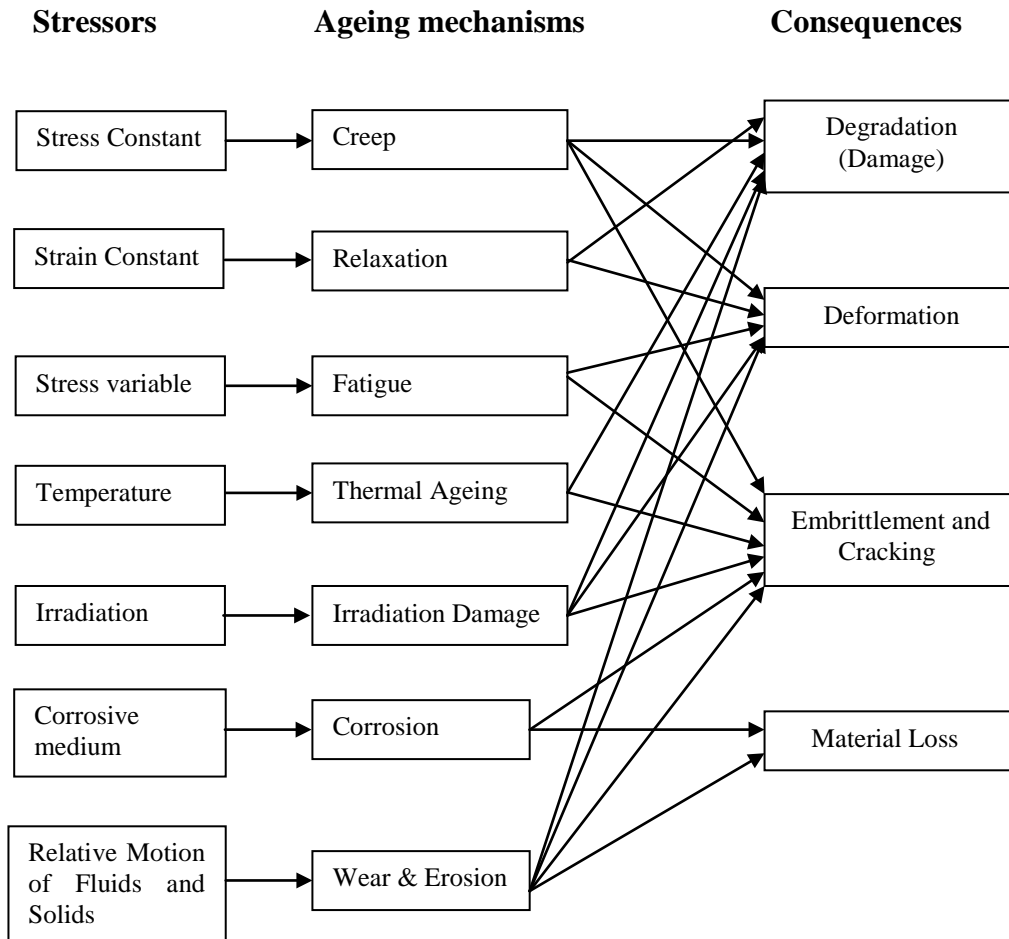 Stressors Ageing mechanisms Consequences
Stress Constant
Creep
Degradation
(Damage)
Strain Constant
Relaxation
Deformation
Stress variable
Fatigue
Temperature
Thermal Ageing
Embrittlement and
Cracking
Irradiation
Irradiation Damage
Corrosive
medium
Corrosion
Material Loss
Relative Motion
of Fluids and
Solids
Wear & Erosion